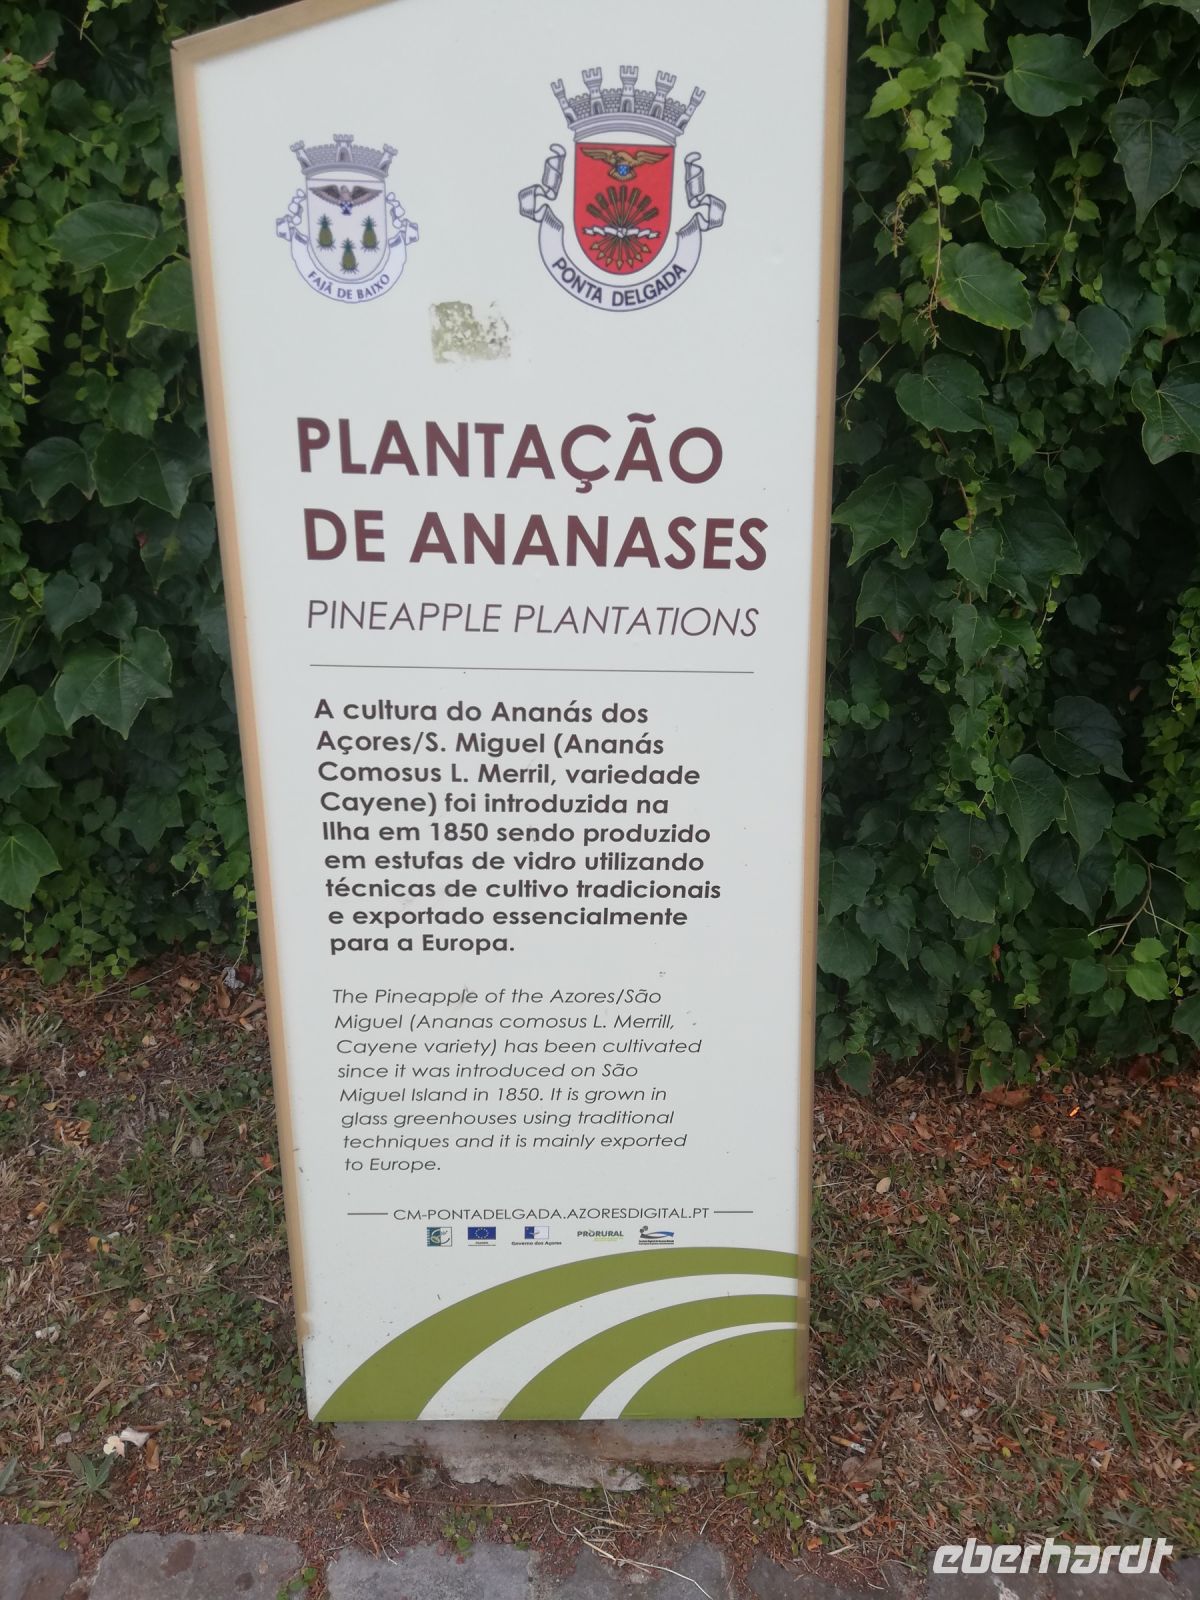 FAJÃ DE BAIXO
PONTA DELGADA
PLANTAÇÃO
DE ANANASES
PINEAPPLE PLANTATIONS
A cultura do Ananás dos
Açores/S. Miguel (Ananás
Comosus L. Merril, variedade
Cayene) foi introduzida na
Ilha em 1850 sendo produzido
em estufas de vidro utilizando
técnicas de cultivo tradicionais
e exportado essencialmente
para a Europa.
The Pineapple of the Azores/São
Miguel (Ananas comosus L. Merrill,
Cayene variety) has been cultivated
since it was introduced on São
Miguel Island in 1850. It is grown in
glass greenhouses using traditional
techniques and it is mainly exported
to Europe.
CM-PONTADELGADA.AZORESDIGITAL.PT
Governo dos Açores
PRORURAL
eberhardt